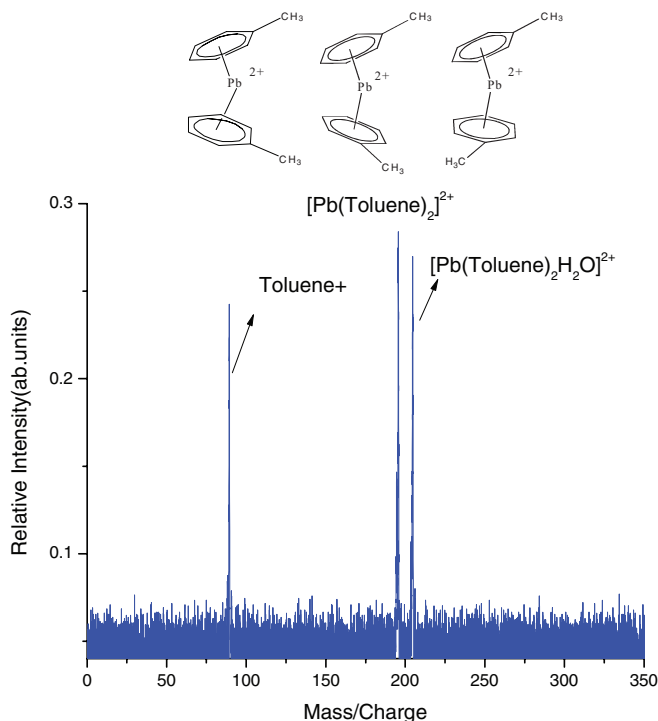 CH₃ CH₃ CH₃
Pb 2+ Pb 2+ Pb 2+
CH₃ CH₃ H₃C
[Pb(Toluene)₂]²⁺
[Pb(Toluene)₂H₂O]²⁺
Toluene+
Relative Intensity(ab.units)
0.3
0.2
0.1
0 50 100 150 200 250 300 350
Mass/Charge